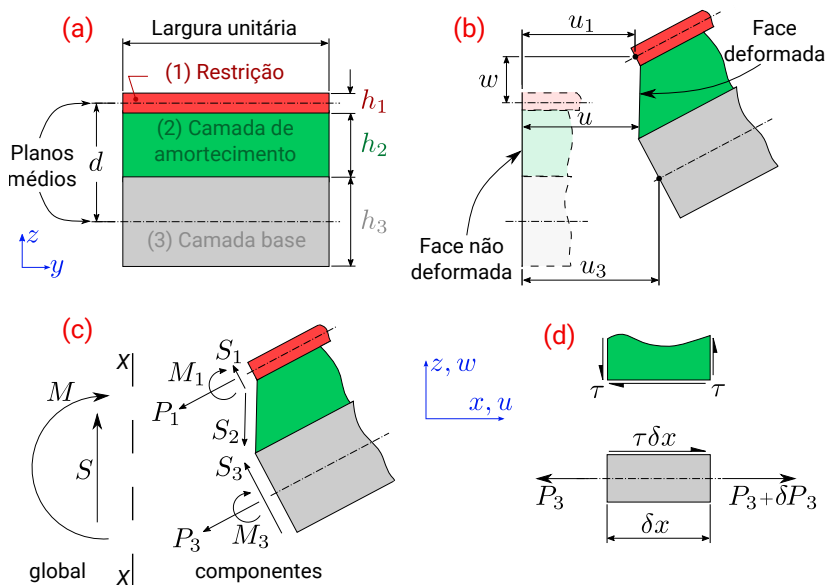 (a)
Largura unitária
(1) Restrição
(2) Camada de
amortecimento
(3) Camada base
Planos
médios
d
h₁
h₂
h₃
z
y
(b)
u₁
Face
deformada
w
u
Face não
deformada
u₃
(c)
x
M
S
global
x
S₁
M₁
P₁
S₂
S₃
P₃
M₃
componentes
z, w
x, u
(d)
τ
τ
τδx
P₃
P₃+δP₃
δx